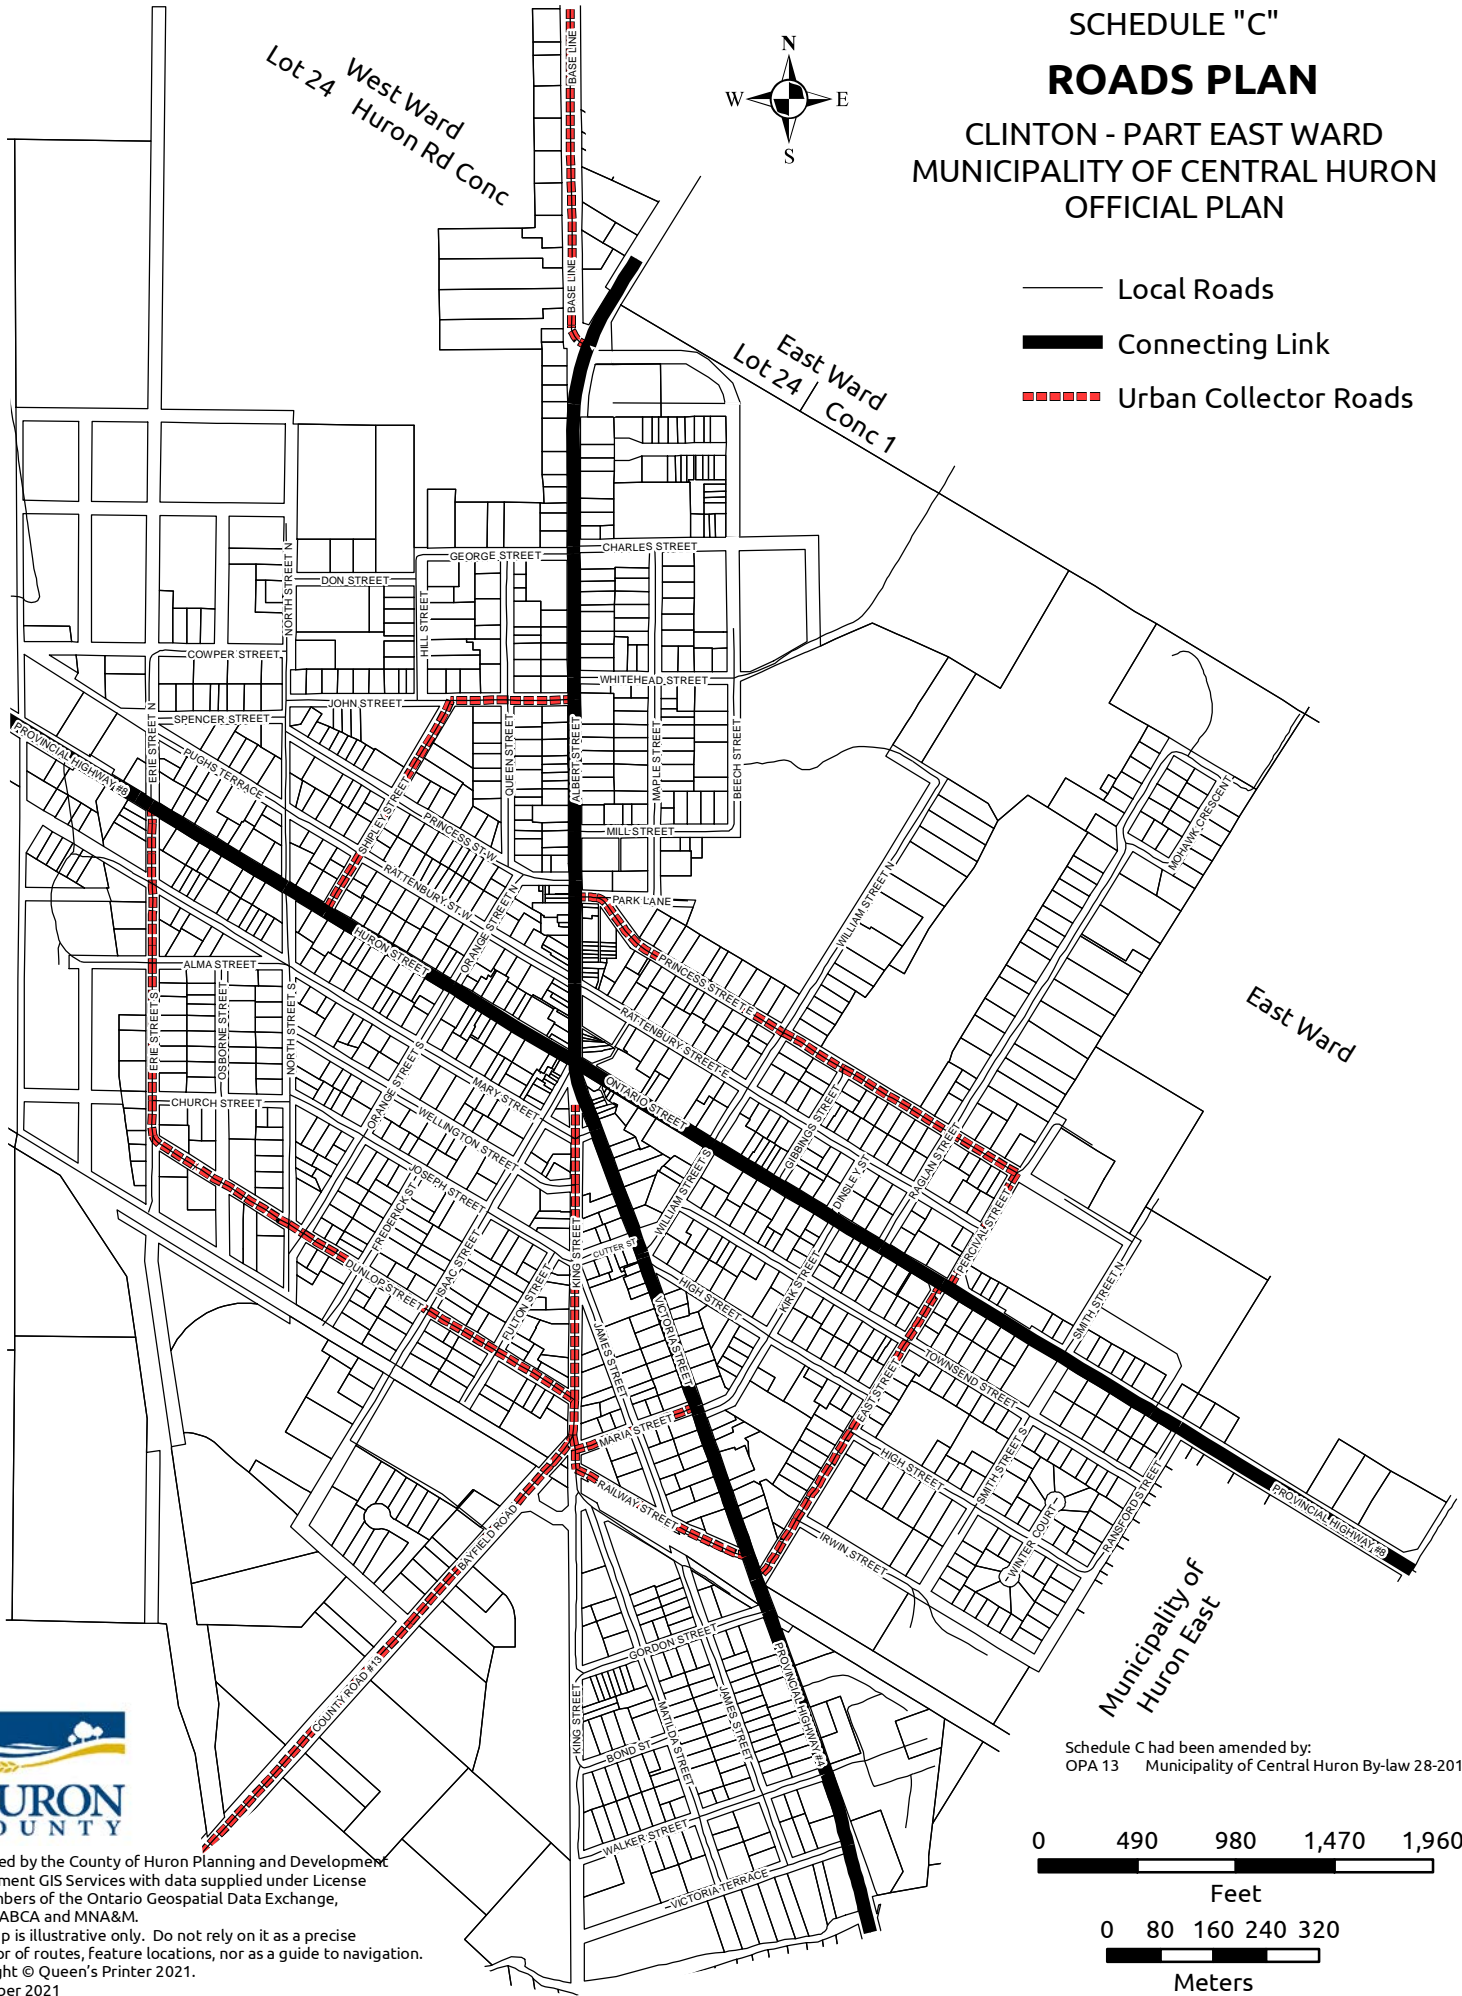 SCHEDULE "C"
ROADS PLAN
CLINTON - PART EAST WARD
MUNICIPALITY OF CENTRAL HURON
OFFICIAL PLAN
N
W E
S
Local Roads
Connecting Link
Urban Collector Roads
West Ward
Lot 24 Huron Rd Conc
East Ward
Lot 24
Conc 1
East Ward
Municipality of
Huron East
BASE LINE
BASE LINE
GEORGE STREET
CHARLES STREET
DON STREET
NORTH STREET N
HILL STREET
COWPER STREET
WHITEHEAD STREET
JOHN STREET
SPENCER STREET
ERIE STREET N
PROVINCIAL HIGHWAY #8
PUGHS TERRACE
QUEEN STREET
ALBERT STREET
MAPLE STREET
BEECH STREET
SHIPLEY STREET
PRINCESS ST W
MILL STREET
MOHAWK CRESCENT
RATTENBURY ST W
PARK LANE
WILLIAM STREET N
ORANGE STREET N
HURON STREET
PRINCESS STREET E
ALMA STREET
ERIE STREET S
OSBORNE STREET
NORTH STREET S
RATTENBURY STREET E
ORANGE STREET S
MARY STREET
ONTARIO STREET
CHURCH STREET
WELLINGTON STREET
GIBBINGS STREET
WILLIAM STREET S
DINSLEY ST
RAGLAN STREET
JOSEPH STREET
FREDERICK ST
PERCIVAL STREET
CUTTER ST
KING STREET
ISAAC STREET
DUNLOP STREET
FULTON STREET
HIGH STREET
KIRK STREET
SMITH STREET N
VICTORIA STREET
JAMES STREET
TOWNSEND STREET
EAST STREET
MARIA STREET
HIGH STREET
SMITH STREET S
RAILWAY STREET
BAYFIELD ROAD
RANSFORD STREET
WINTER COURT
IRWIN STREET
PROVINCIAL HIGHWAY #8
GORDON STREET
COUNTY ROAD #13
KING STREET
MATILDA STREET
JAMES STREET
PROVINCIAL HIGHWAY #4
BOND ST
WALKER STREET
VICTORIA TERRACE
Schedule C had been amended by:
OPA 13 Municipality of Central Huron By-law 28-201
0 490 980 1,470 1,960
Feet
0 80 160 240 320
Meters
URON
OUNTY
ed by the County of Huron Planning and Development
ment GIS Services with data supplied under License
mbers of the Ontario Geospatial Data Exchange,
ABCA and MNA&M.
p is illustrative only. Do not rely on it as a precise
or of routes, feature locations, nor as a guide to navigation.
ght © Queen's Printer 2021.
ber 2021